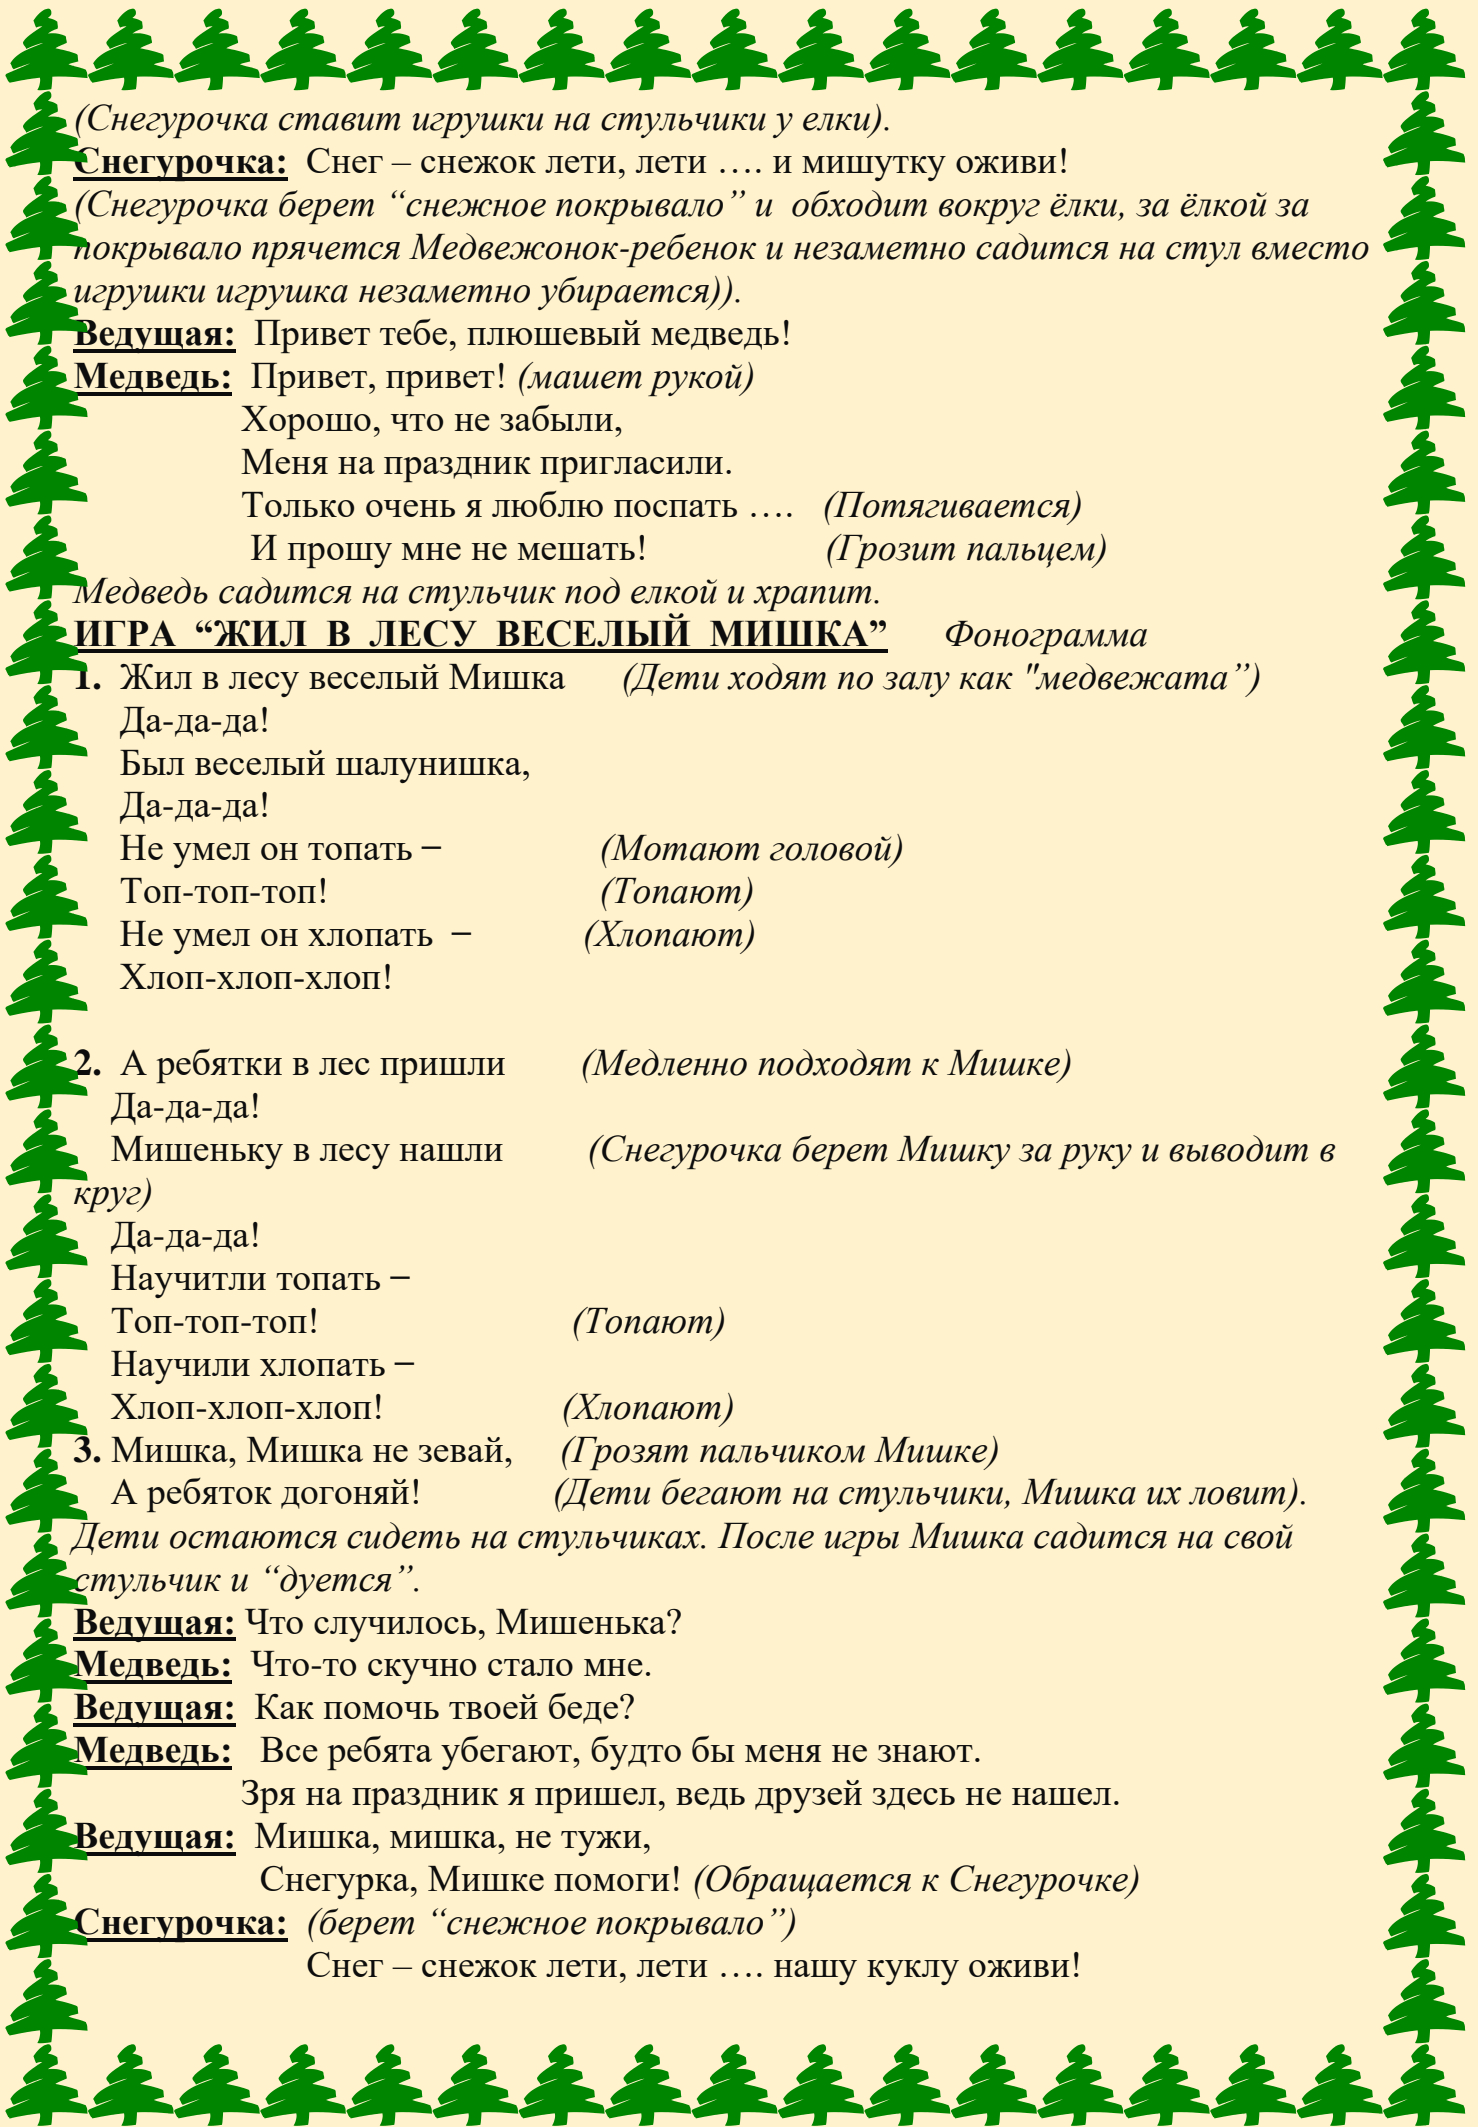 (Снегурочка ставит игрушки на стульчики у елки).
Снегурочка: Снег – снежок лети, лети …. и мишутку оживи!
(Снегурочка берет “снежное покрывало” и обходит вокруг ёлки, за ёлкой за
покрывало прячется Медвежонок-ребенок и незаметно садится на стул вместо
игрушки игрушка незаметно убирается)).
Ведущая: Привет тебе, плюшевый медведь!
Медведь: Привет, привет! (машет рукой)
Хорошо, что не забыли,
Меня на праздник пригласили.
Только очень я люблю поспать …. (Потягивается)
И прошу мне не мешать! (Грозит пальцем)
Медведь садится на стульчик под елкой и храпит.
ИГРА “ЖИЛ В ЛЕСУ ВЕСЕЛЫЙ МИШКА” Фонограмма
1. Жил в лесу веселый Мишка (Дети ходят по залу как "медвежата”)
Да-да-да!
Был веселый шалунишка,
Да-да-да!
Не умел он топать – (Мотают головой)
Топ-топ-топ! (Топают)
Не умел он хлопать – (Хлопают)
Хлоп-хлоп-хлоп!
2. А ребятки в лес пришли (Медленно подходят к Мишке)
Да-да-да!
Мишеньку в лесу нашли (Снегурочка берет Мишку за руку и выводит в
круг)
Да-да-да!
Научитли топать –
Топ-топ-топ! (Топают)
Научили хлопать –
Хлоп-хлоп-хлоп! (Хлопают)
3. Мишка, Мишка не зевай, (Грозят пальчиком Мишке)
А ребяток догоняй! (Дети бегают на стульчики, Мишка их ловит).
Дети остаются сидеть на стульчиках. После игры Мишка садится на свой
стульчик и “дуется”.
Ведущая: Что случилось, Мишенька?
Медведь: Что-то скучно стало мне.
Ведущая: Как помочь твоей беде?
Медведь: Все ребята убегают, будто бы меня не знают.
Зря на праздник я пришел, ведь друзей здесь не нашел.
Ведущая: Мишка, мишка, не тужи,
Снегурка, Мишке помоги! (Обращается к Снегурочке)
Снегурочка: (берет “снежное покрывало”)
Снег – снежок лети, лети …. нашу куклу оживи!